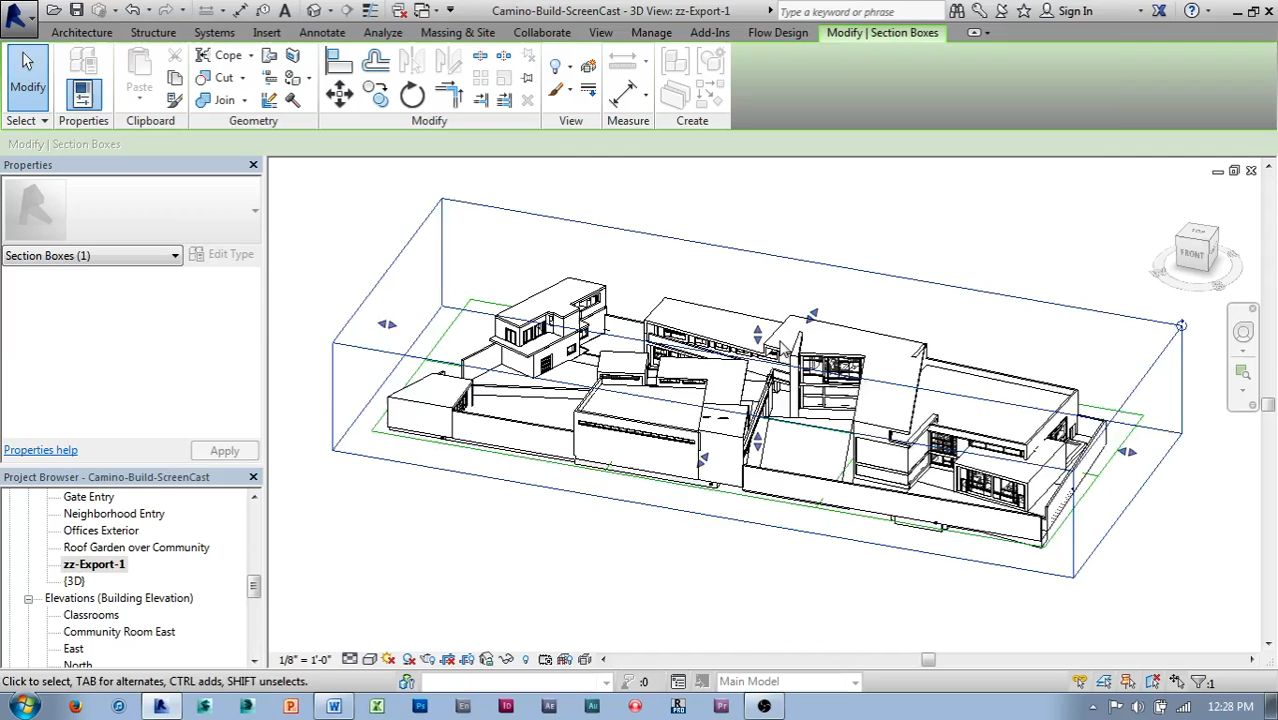 Camino-Build-ScreenCast - 3D View: zz-Export-1
Type a keyword or phrase
Sign In
Architecture
Structure
Systems
Insert
Annotate
Analyze
Massing & Site
Collaborate
View
Manage
Add-Ins
Flow Design
Modify | Section Boxes
Modify
Paste
Cope
Cut
Join
Select
Properties
Clipboard
Geometry
Modify
View
Measure
Create
Modify | Section Boxes
Properties
Section Boxes (1)
Edit Type
Properties help
Apply
Project Browser - Camino-Build-ScreenCast
Gate Entry
Neighborhood Entry
Offices Exterior
Roof Garden over Community
zz-Export-1
{3D}
Elevations (Building Elevation)
Classrooms
Community Room East
East
North
TOP
FRONT
1/8" = 1'-0"
Click to select, TAB for alternates, CTRL adds, SHIFT unselects.
:0
Main Model
:1
12:28 PM